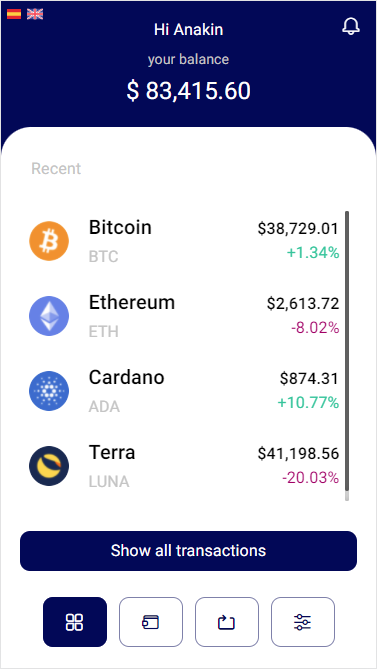 Hi Anakin
your balance
$ 83,415.60
Recent
Bitcoin
$38,729.01
BTC
+1.34%
Ethereum
$2,613.72
ETH
-8.02%
Cardano
$874.31
ADA
+10.77%
Terra
$41,198.56
LUNA
-20.03%
Show all transactions